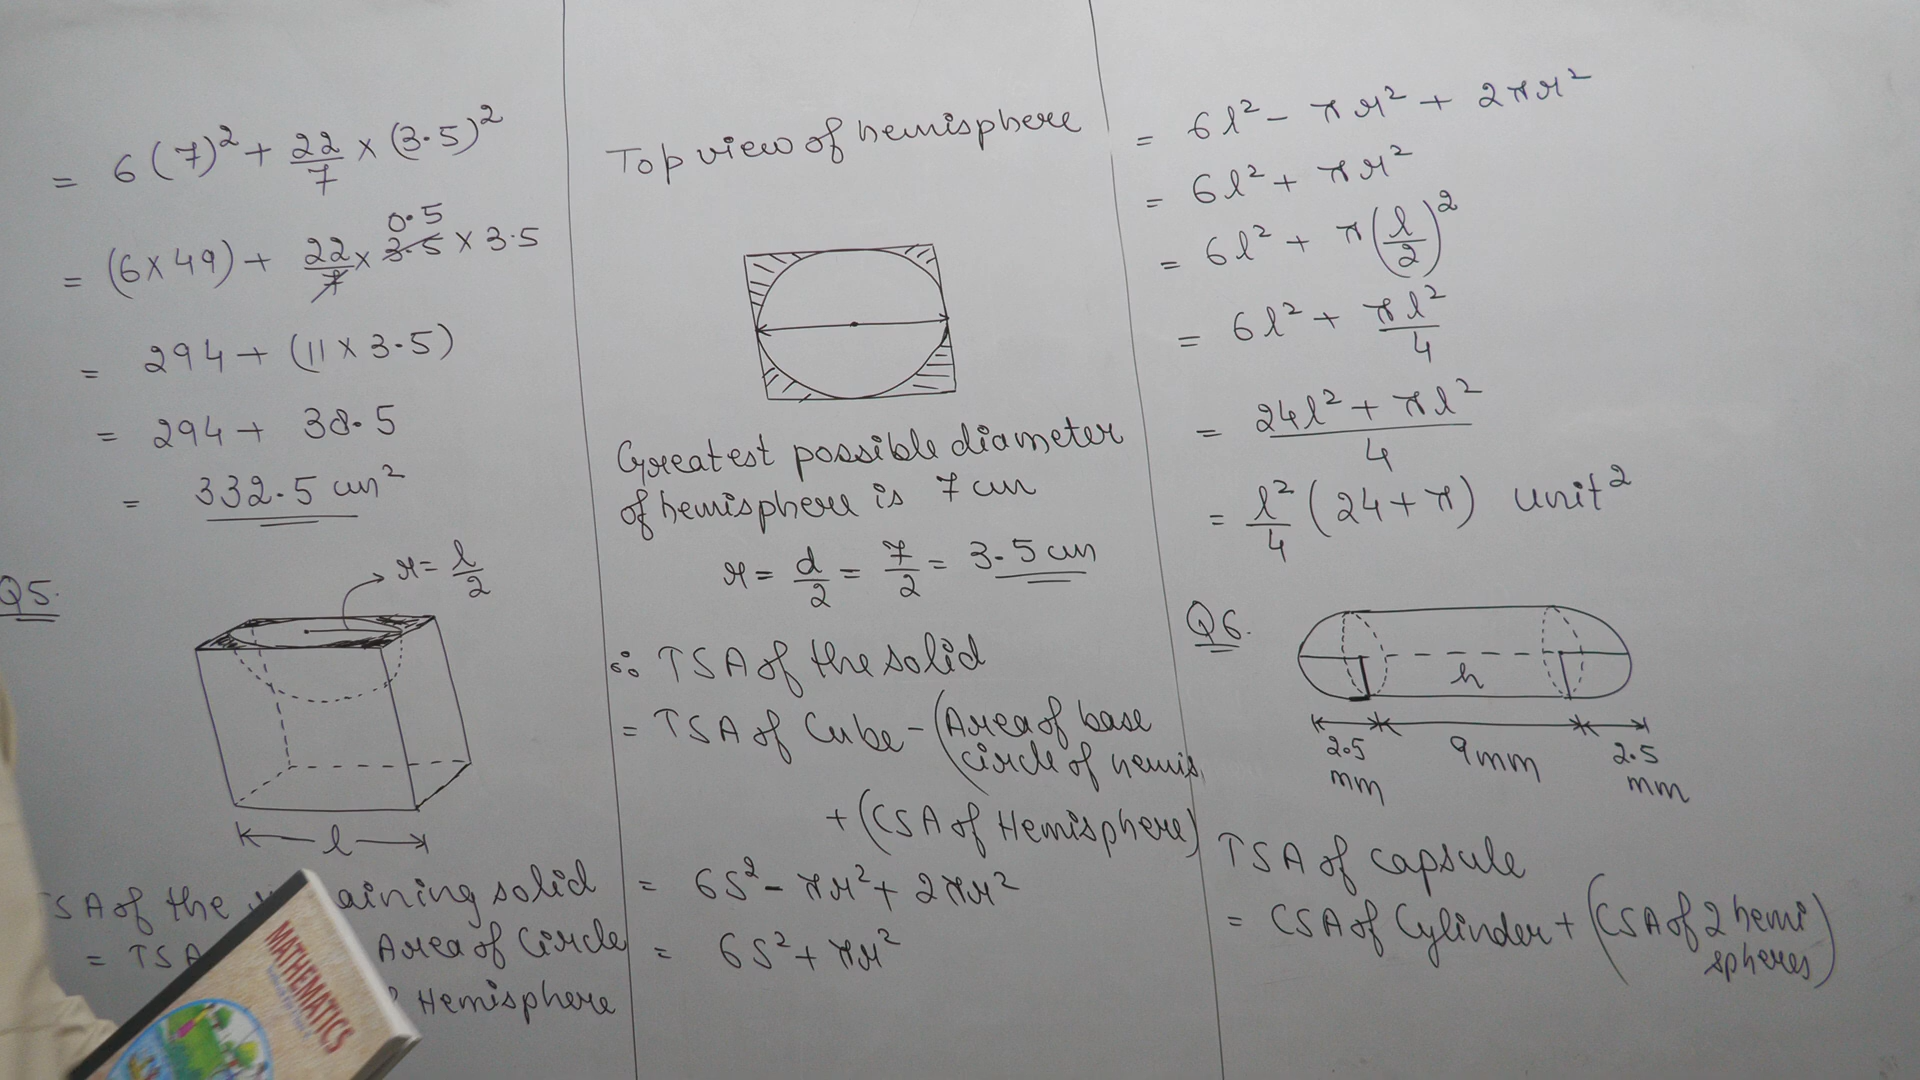 = 6(7)² + 22/7 × (3.5)²
= (6×49) + 22/7 × 3.5 × 3.5
0.5
= 294 + (11 × 3.5)
= 294 + 38.5
= 332.5 cm²
Q5.
r = l/2
l
TSA of the aining solid
= TSA Area of Circle
Hemisphere
MATHEMATICS
Top view of hemisphere
Greatest possible diameter
of hemisphere is 7 cm
r = d/2 = 7/2 = 3.5 cm
∴ TSA of the solid
= TSA of Cube - (Area of base
circle of hemis
+ (CSA of Hemisphere)
= 6s² - πr² + 2πr²
= 6s² + πr²
= 6l² - πr² + 2πr²
= 6l² + πr²
= 6l² + π(l/2)²
= 6l² + πl²/4
= 24l² + πl²/4
= l²/4 (24 + π) unit²
Q6.
h
2.5 mm 9mm 2.5 mm
TSA of capsule
= CSA of Cylinder + (CSA of 2 hemi
spheres)